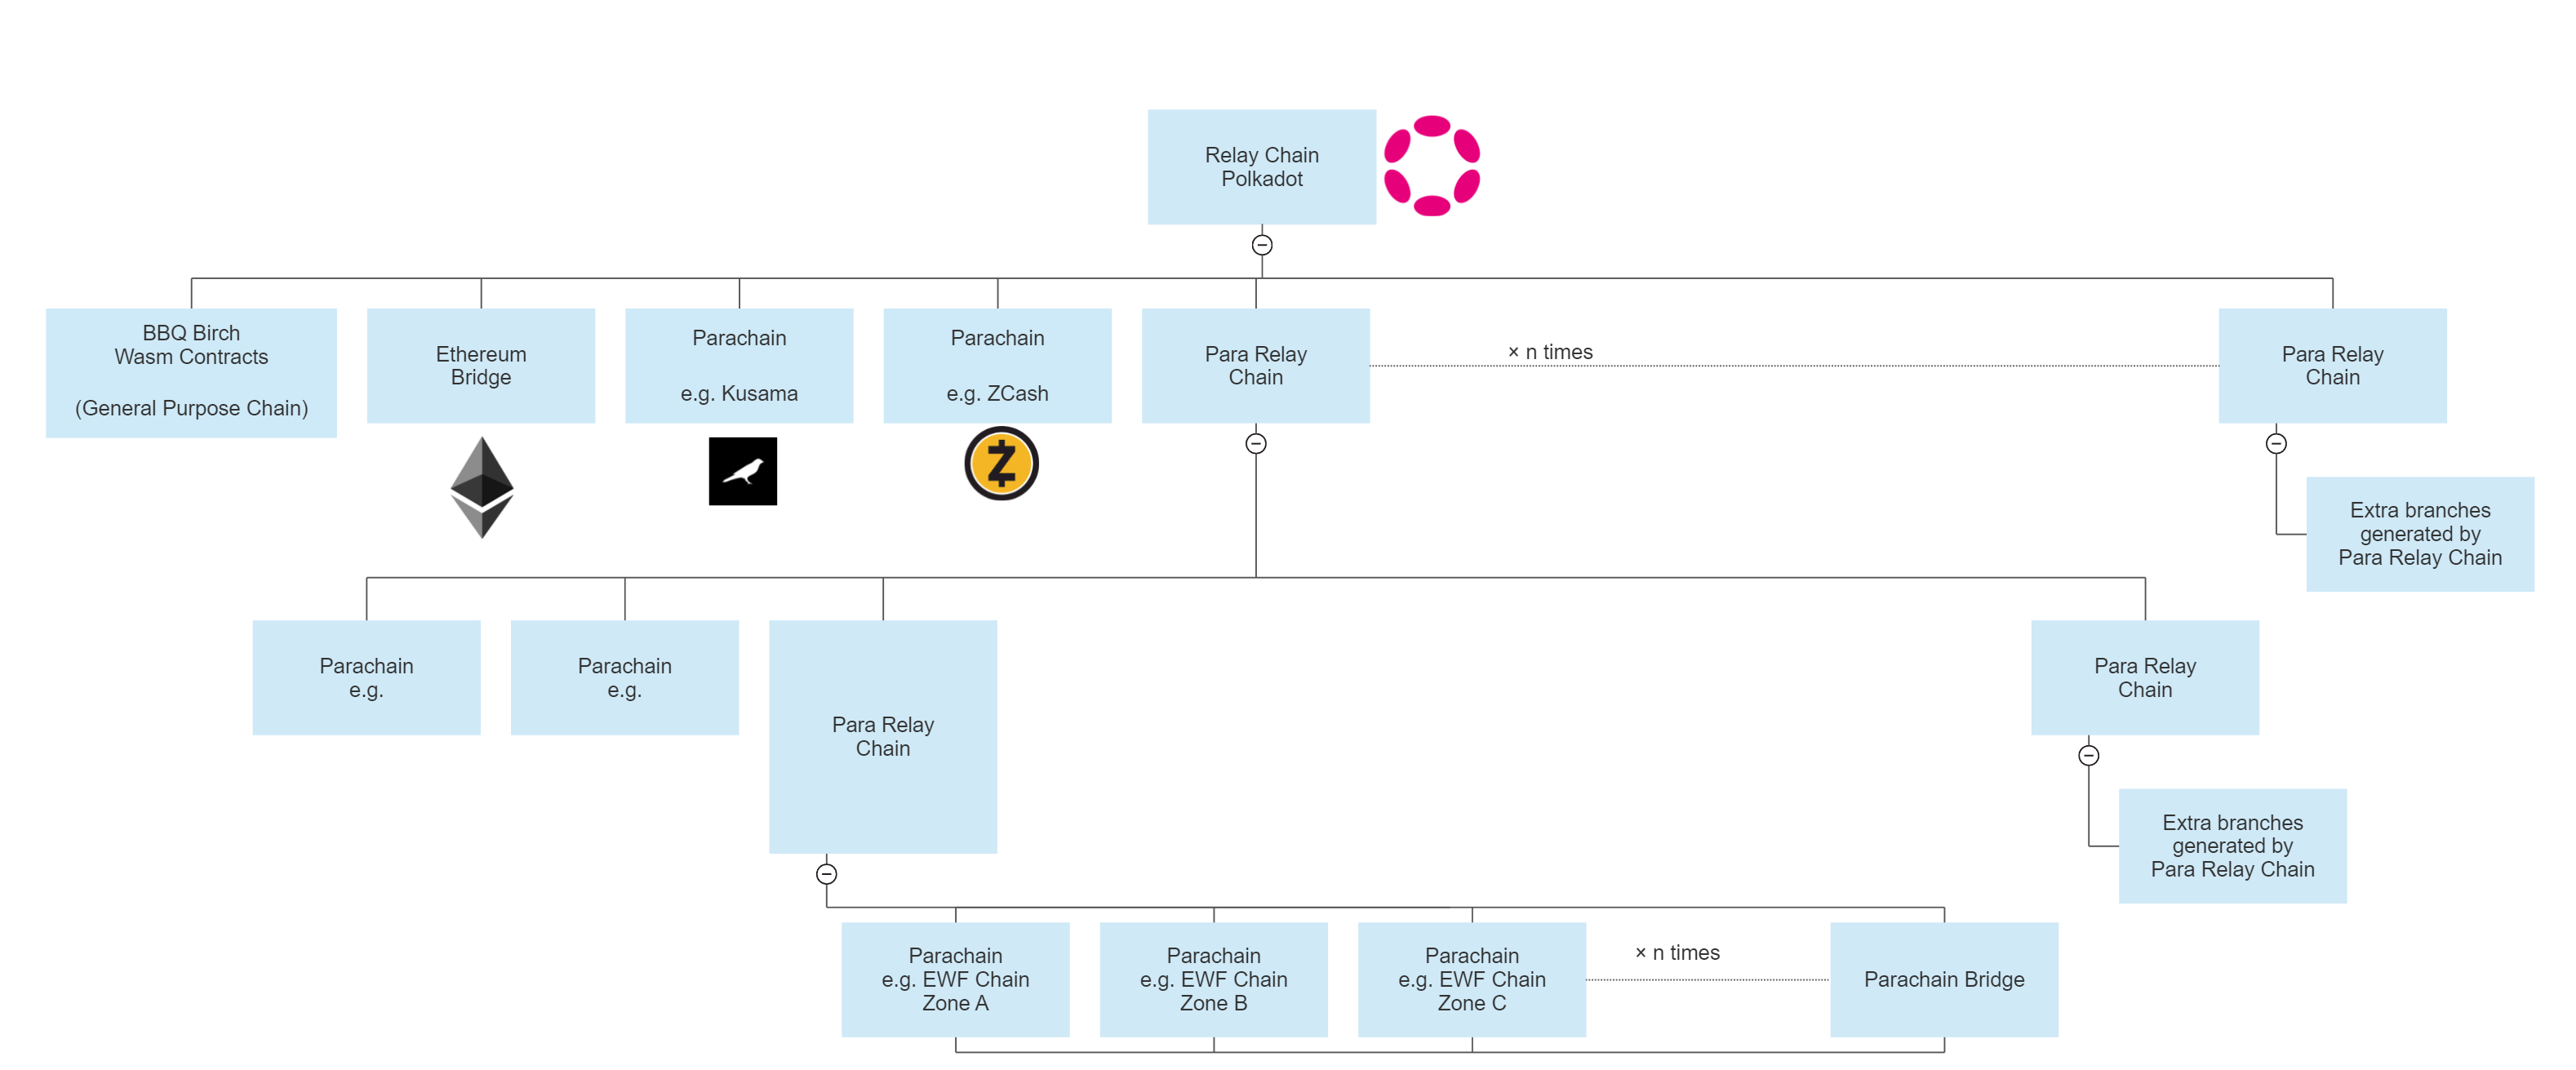 Relay Chain
Polkadot
BBQ Birch
Wasm Contracts
(General Purpose Chain)
Ethereum
Bridge
Parachain
e.g. Kusama
Parachain
e.g. ZCash
Para Relay
Chain
× n times
Para Relay
Chain
Extra branches
generated by
Para Relay Chain
Parachain
e.g.
Parachain
e.g.
Para Relay
Chain
Para Relay
Chain
Extra branches
generated by
Para Relay Chain
Parachain
e.g. EWF Chain
Zone A
Parachain
e.g. EWF Chain
Zone B
Parachain
e.g. EWF Chain
Zone C
× n times
Parachain Bridge